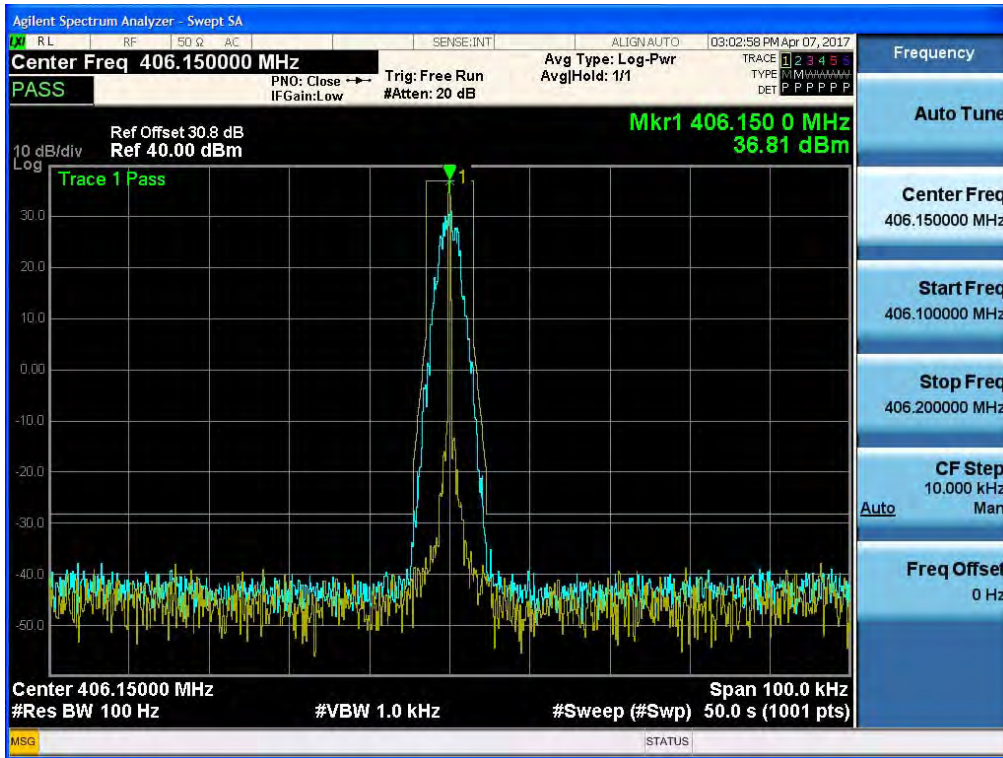 Agilent Spectrum Analyzer - Swept SA
LXI RL RF 50 Ω AC SENSE:INT ALIGNAUTO 03:02:58 PM Apr 07, 2017
Center Freq 406.150000 MHz
PASS
PNO: Close
IFGain:Low
Trig: Free Run
#Atten: 20 dB
Avg Type: Log-Pwr
Avg|Hold: 1/1
TRACE 1 2 3 4 5 6
TYPE M M
DET P P P P P P
Ref Offset 30.8 dB
10 dB/div Ref 40.00 dBm
Log
Mkr1 406.150 0 MHz
36.81 dBm
Trace 1 Pass
1
30.0
20.0
10.0
0.00
-10.0
-20.0
-30.0
-40.0
-50.0
Center 406.15000 MHz Span 100.0 kHz
#Res BW 100 Hz #VBW 1.0 kHz #Sweep (#Swp) 50.0 s (1001 pts)
MSG STATUS
Frequency
Auto Tune
Center Freq
406.150000 MHz
Start Freq
406.100000 MHz
Stop Freq
406.200000 MHz
CF Step
10.000 kHz
Auto Man
Freq Offset
0 Hz